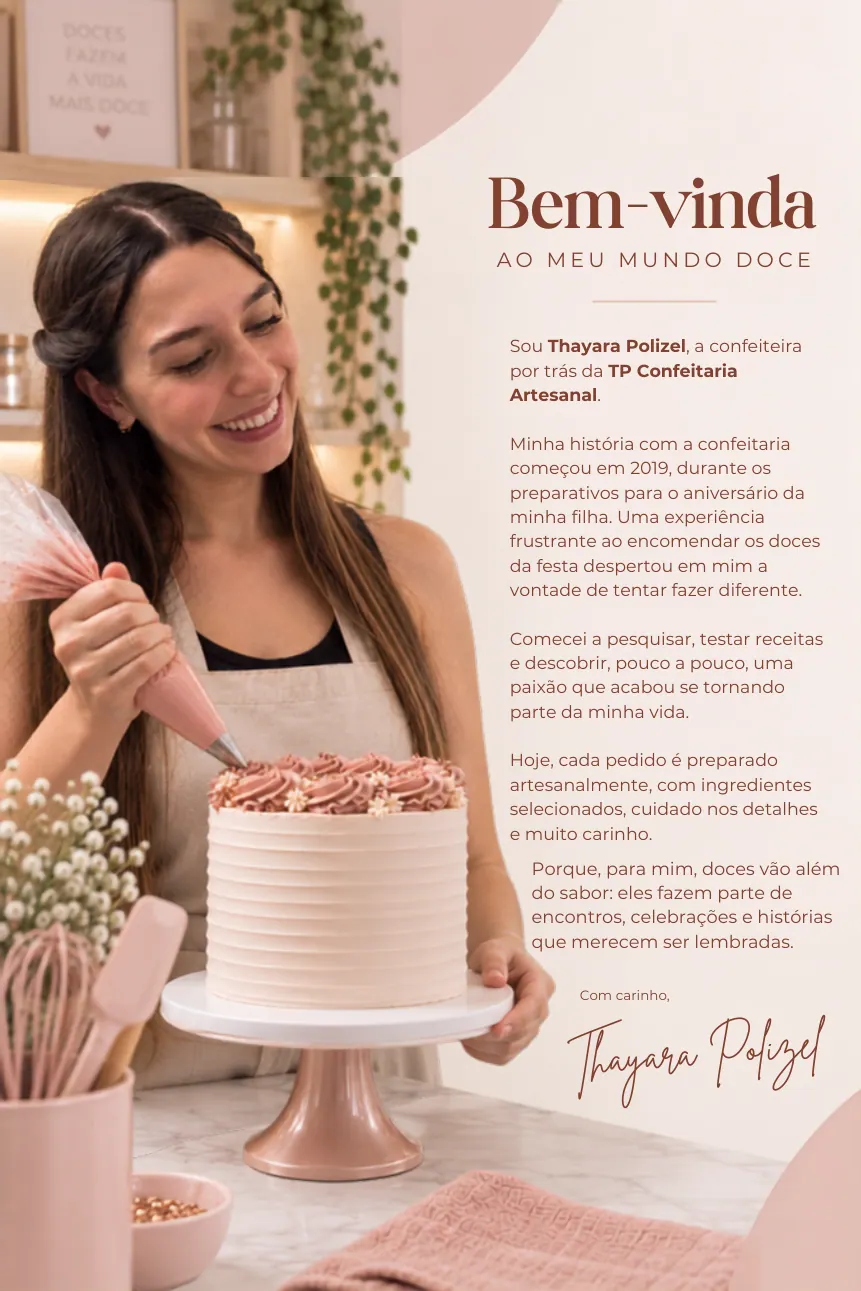 DOCES
FAZEM
A VIDA
MAIS DOCE
Bem-vinda
AO MEU MUNDO DOCE
Sou Thayara Polizel, a confeiteira
por trás da TP Confeitaria
Artesanal.
Minha história com a confeitaria
começou em 2019, durante os
preparativos para o aniversário da
minha filha. Uma experiência
frustrante ao encomendar os doces
da festa despertou em mim a
vontade de tentar fazer diferente.
Comecei a pesquisar, testar receitas
e descobrir, pouco a pouco, uma
paixão que acabou se tornando
parte da minha vida.
Hoje, cada pedido é preparado
artesanalmente, com ingredientes
selecionados, cuidado nos detalhes
e muito carinho.
Porque, para mim, doces vão além
do sabor: eles fazem parte de
encontros, celebrações e histórias
que merecem ser lembradas.
Com carinho,
Thayara Polizel